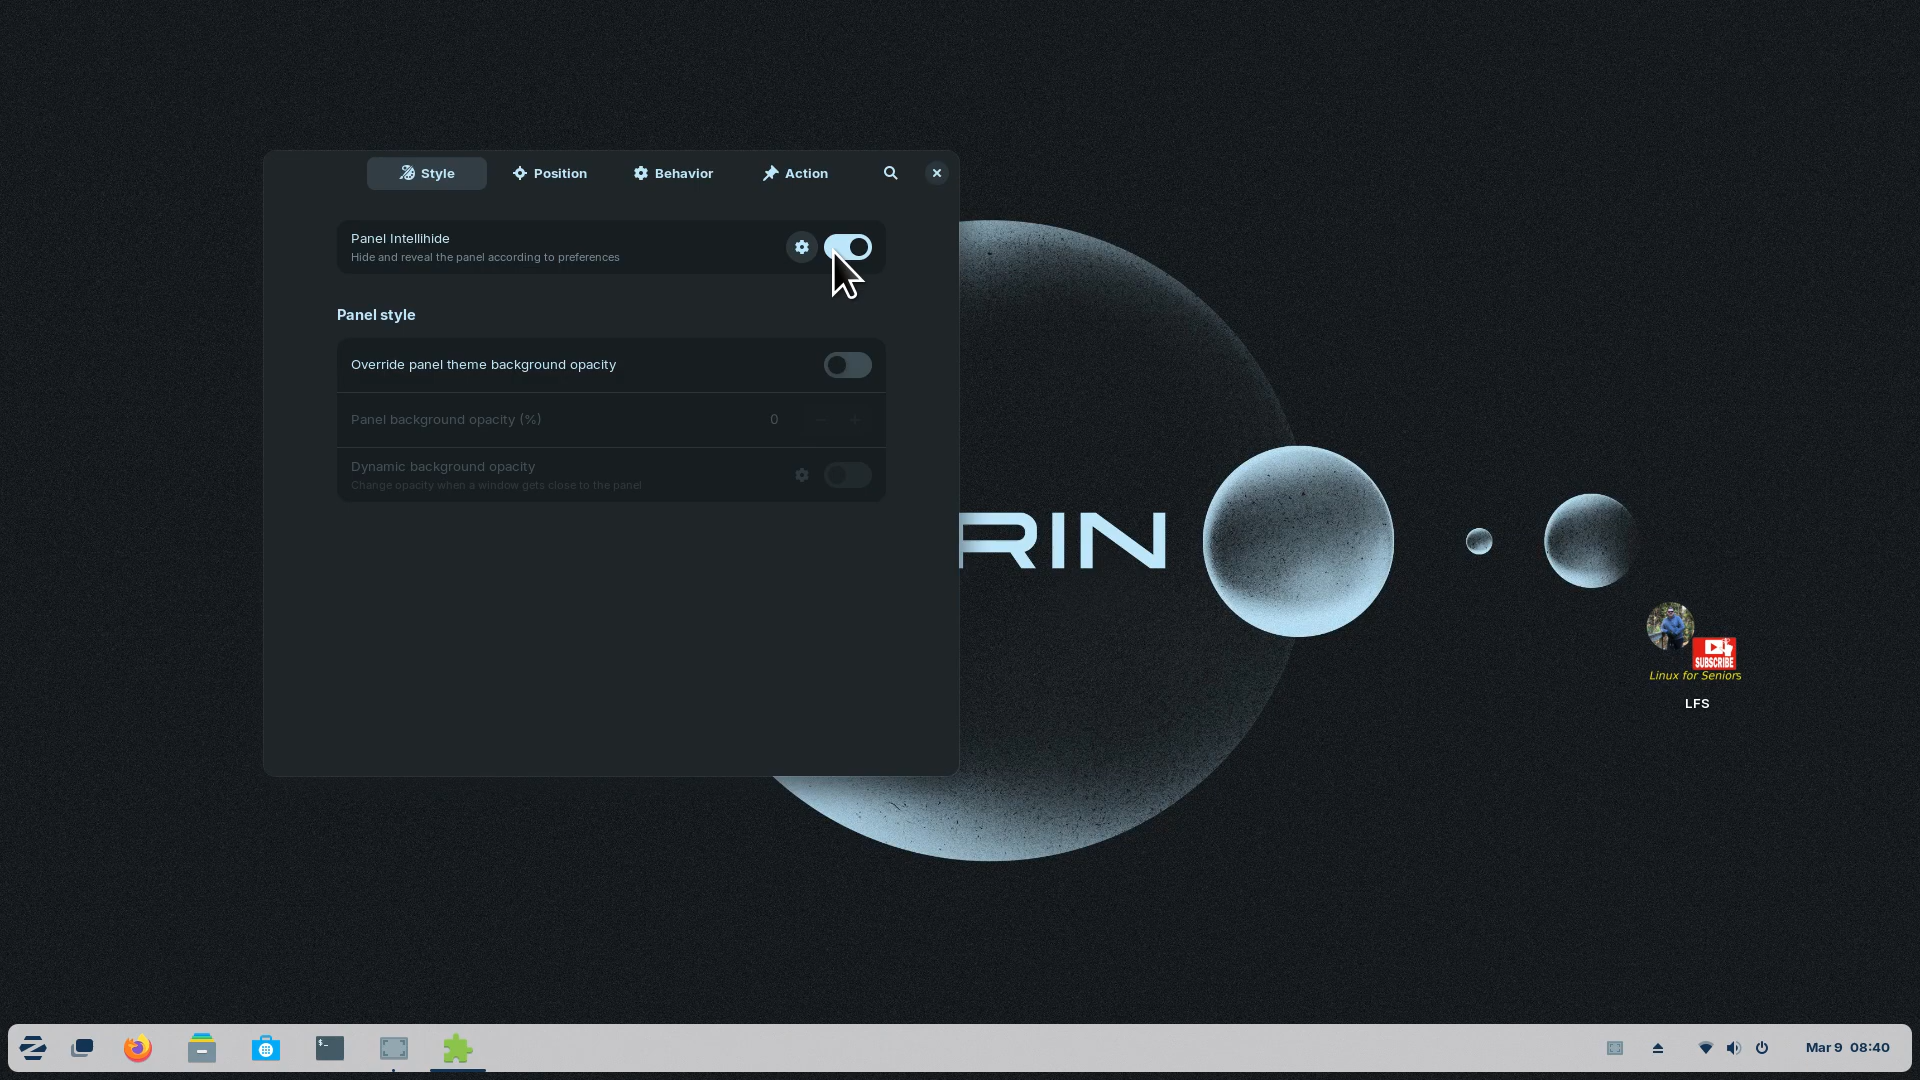 Style
Position
Behavior
Action
Panel Intellihide
Hide and reveal the panel according to preferences
Panel style
Override panel theme background opacity
Panel background opacity (%)
0
Dynamic background opacity
Change opacity when a window gets close to the panel
RIN
SUBSCRIBE
Linux for Seniors
LFS
$_
Mar 9 08:40